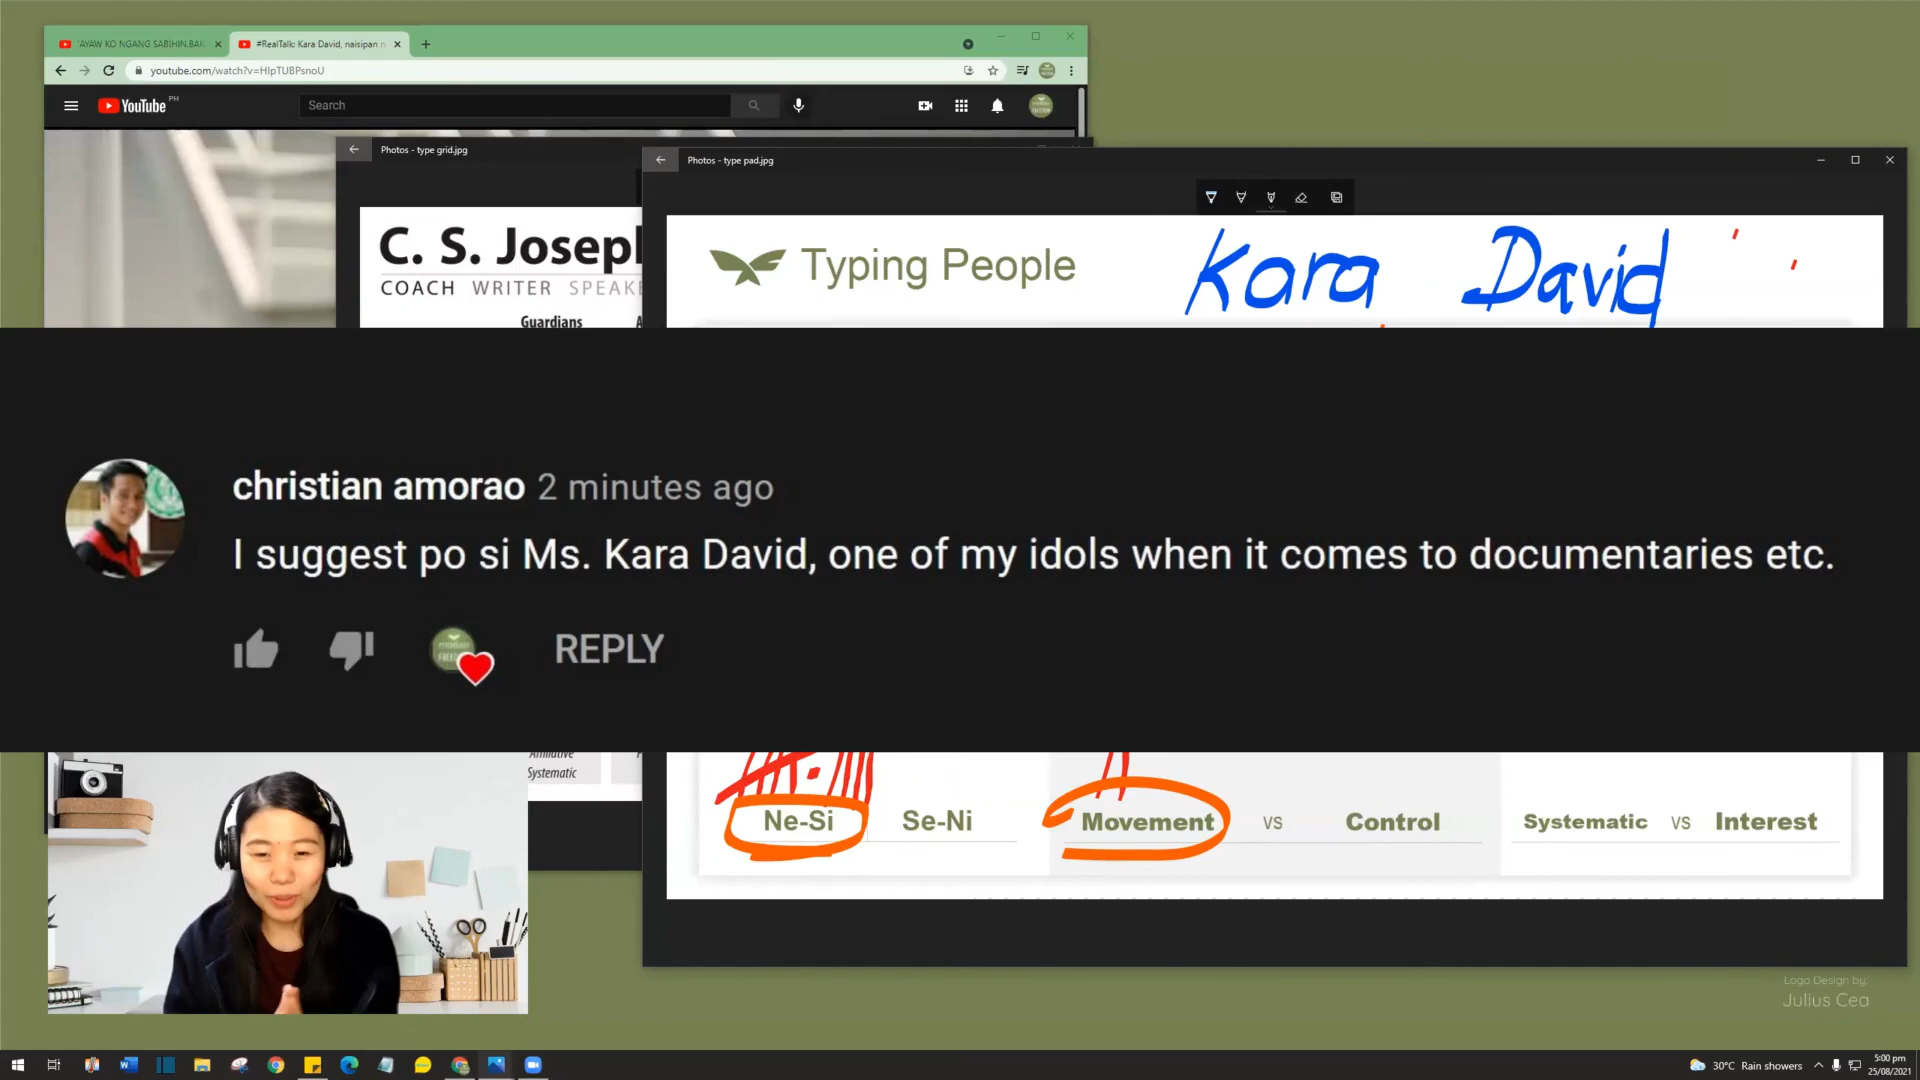 'AYAW KO NGANG SABIHIN.BAK
#RealTalk: Kara David, naisipan n
youtube.com/watch?v=HIpTUBPsnoU
YouTube PH
Search
Photos - type grid.jpg
Photos - type pad.jpg
C. S. Joseph
COACH WRITER SPEAKE
Guardians
Typing People
Kara David
christian amorao 2 minutes ago
I suggest po si Ms. Kara David, one of my idols when it comes to documentaries etc.
REPLY
Affiliative
Systematic
Ne-Si Se-Ni Movement vs Control Systematic vs Interest
Logo Design by:
Julius Cea
30°C Rain showers
5:00 pm
25/08/2021